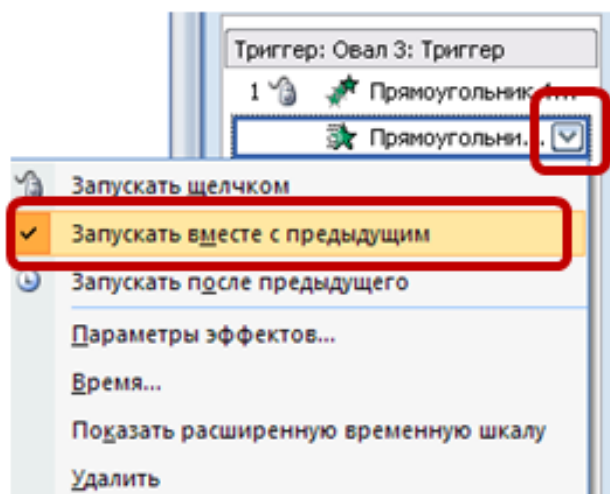 Триггер: Овал 3: Триггер
1 Прямоугольник 4...
Прямоугольни...
Запускать щелчком
Запускать вместе с предыдущим
Запускать после предыдущего
Параметры эффектов...
Время...
Показать расширенную временную шкалу
Удалить